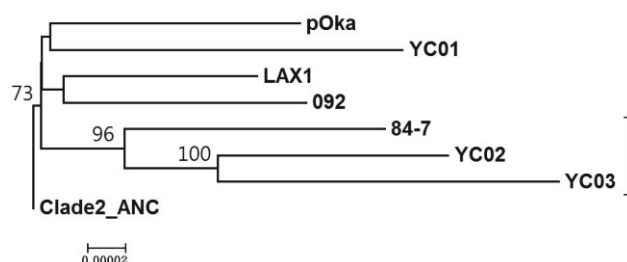 pOka
YC01
LAX1
73
092
84-7
96
100
YC02
YC03
Clade2_ANC
0.00002